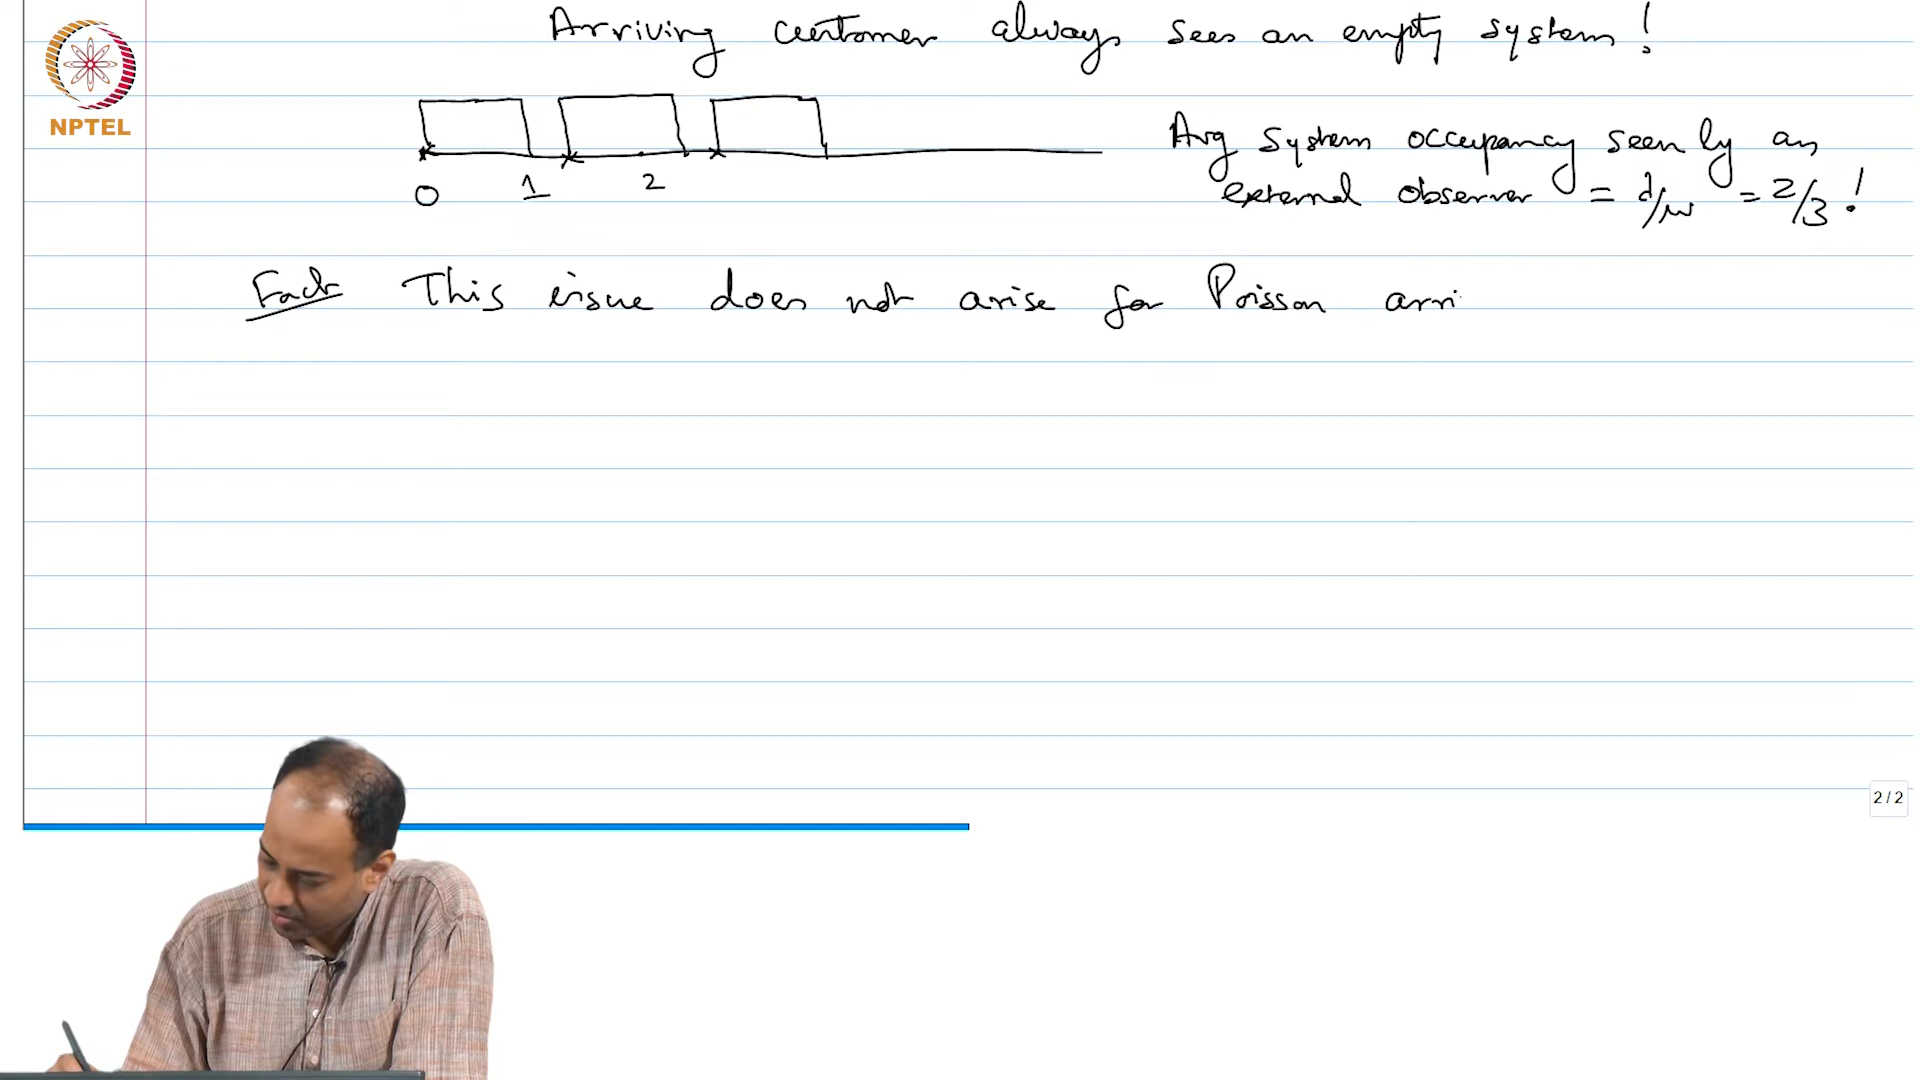 Arriving customer always sees an empty system!
NPTEL
Avg system occupancy seen by an
external observer = λ/μ = 2/3!
0 1 2
Fact This issue does not arise for Poisson arri
2/2